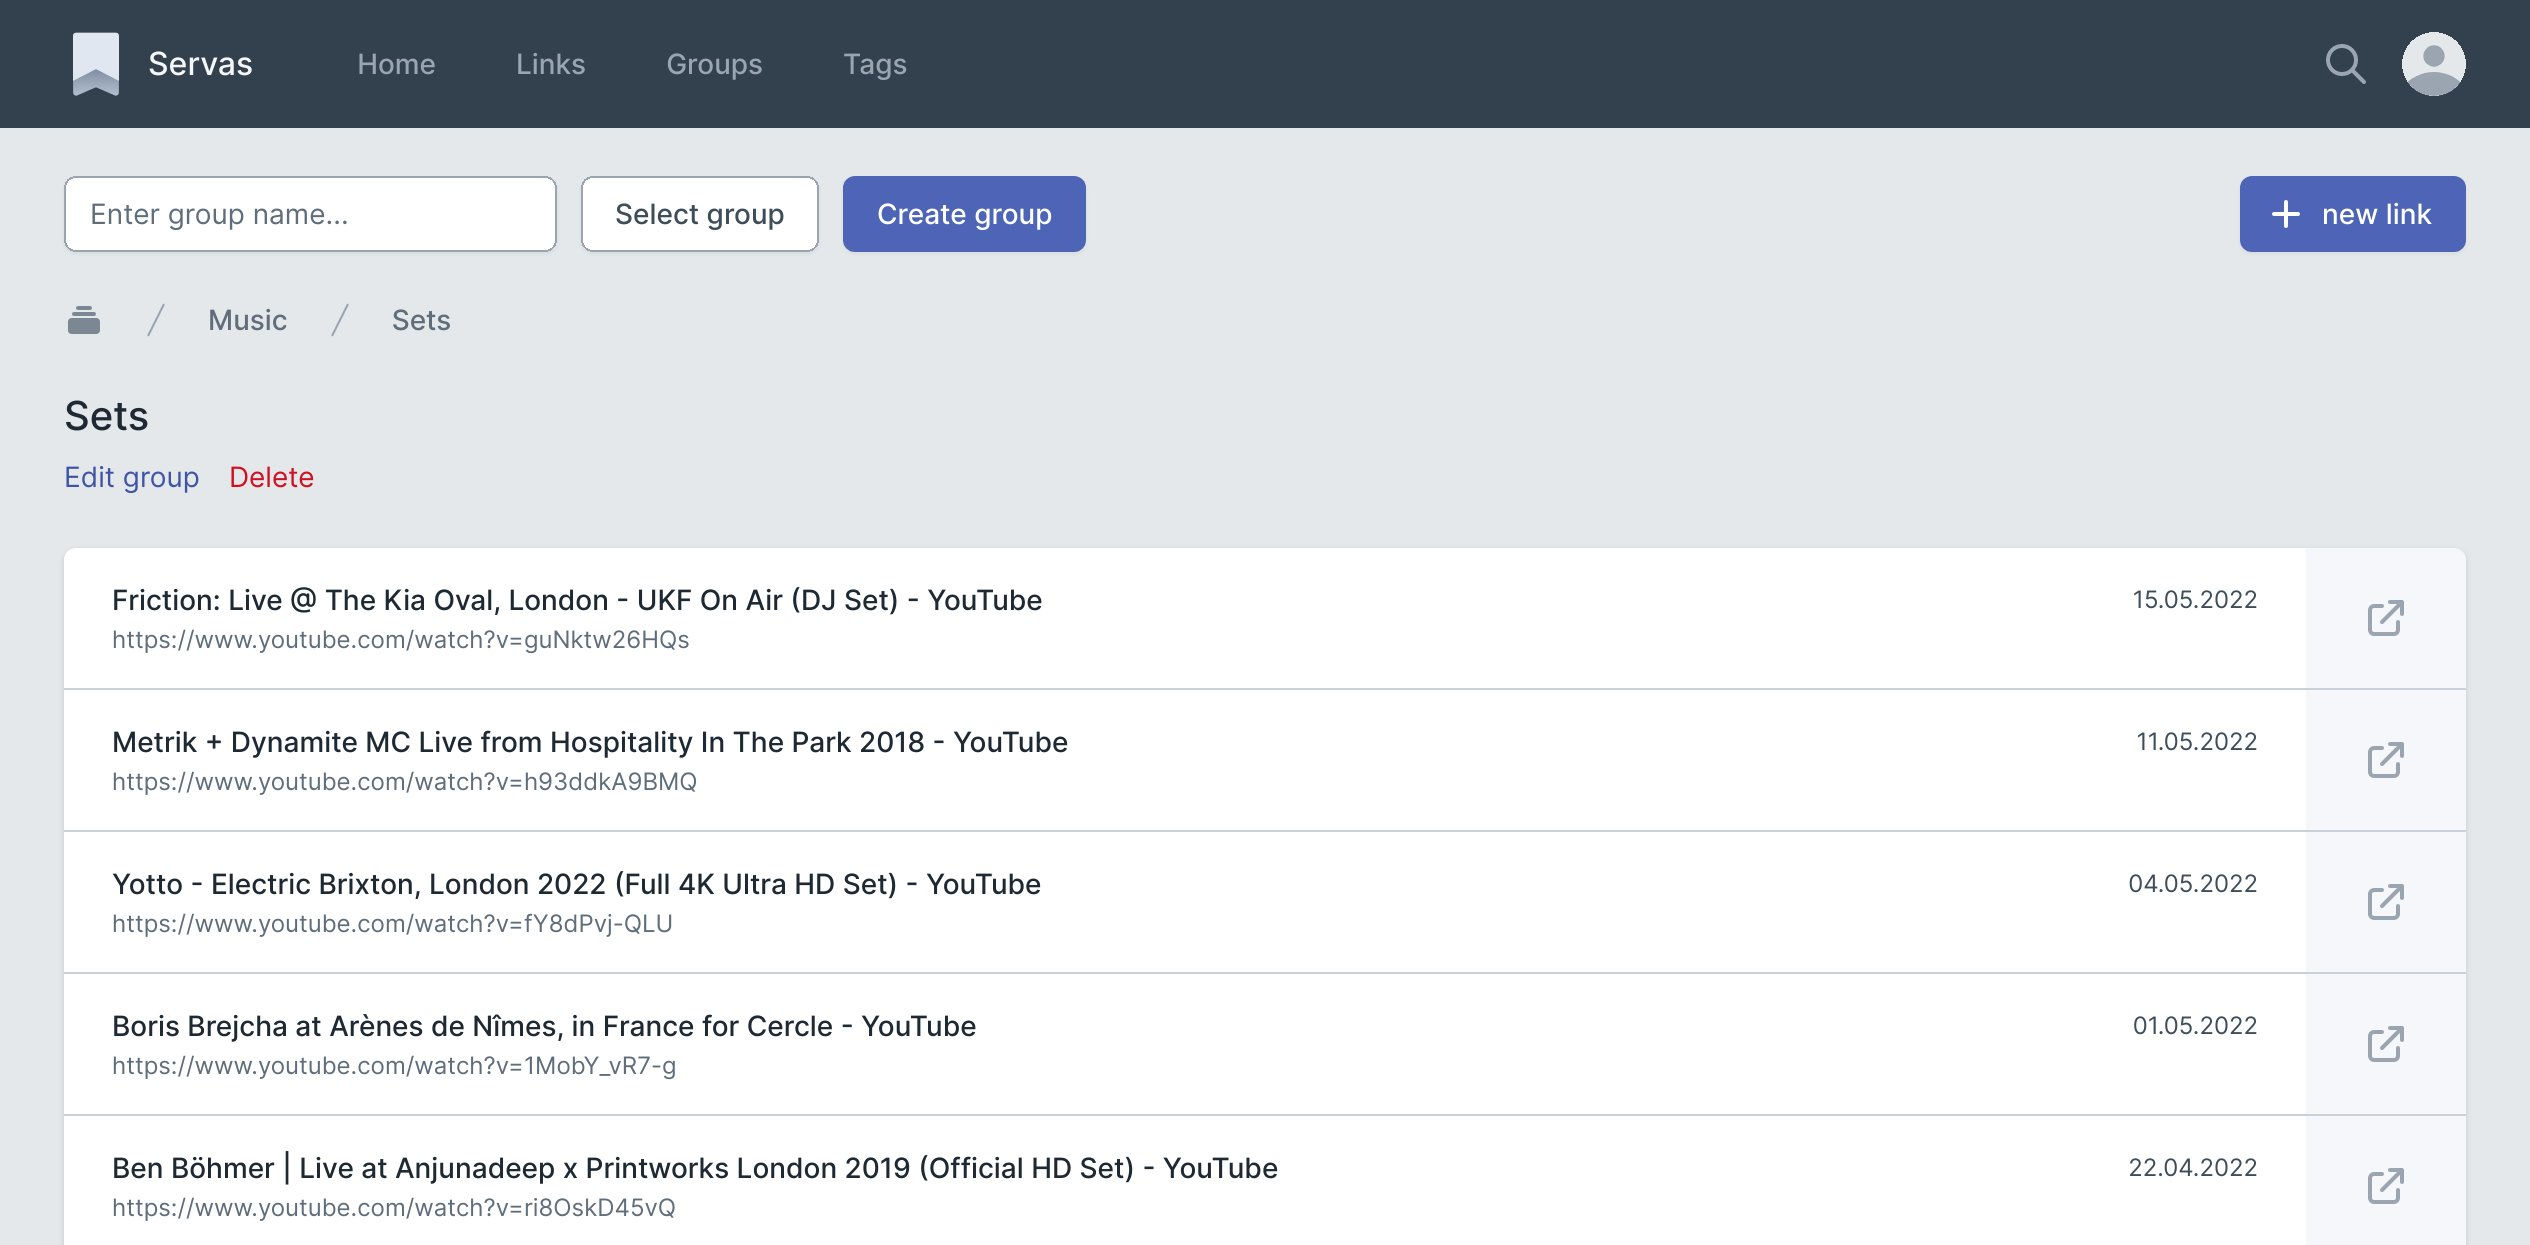 Servas Home Links Groups Tags
Enter group name... Select group Create group + new link
/ Music / Sets
Sets
Edit group Delete
Friction: Live @ The Kia Oval, London - UKF On Air (DJ Set) - YouTube 15.05.2022
https://www.youtube.com/watch?v=guNktw26HQs
Metrik + Dynamite MC Live from Hospitality In The Park 2018 - YouTube 11.05.2022
https://www.youtube.com/watch?v=h93ddkA9BMQ
Yotto - Electric Brixton, London 2022 (Full 4K Ultra HD Set) - YouTube 04.05.2022
https://www.youtube.com/watch?v=fY8dPvj-QLU
Boris Brejcha at Arènes de Nîmes, in France for Cercle - YouTube 01.05.2022
https://www.youtube.com/watch?v=1MobY_vR7-g
Ben Böhmer | Live at Anjunadeep x Printworks London 2019 (Official HD Set) - YouTube 22.04.2022
https://www.youtube.com/watch?v=ri8OskD45vQ